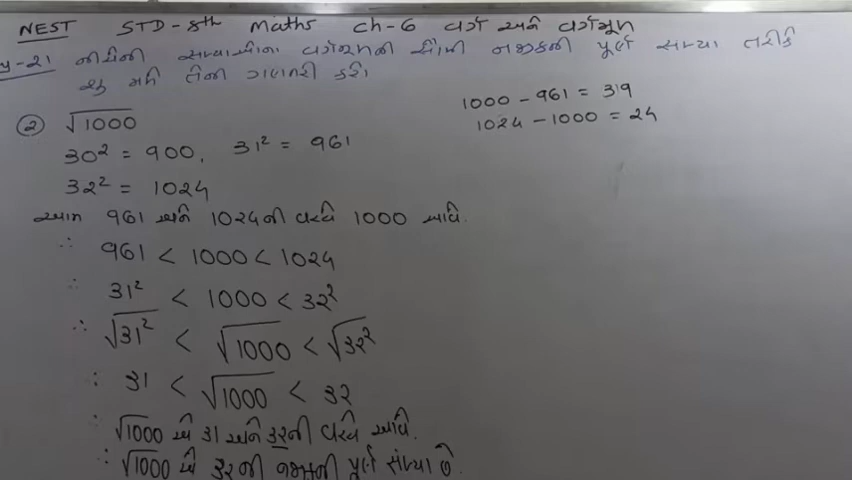 NEST STD-8th Maths Ch-6 વર્ગ અને વર્ગમૂળ
નીચેની સંખ્યાઓના વર્ગમૂળની સૌથી નજીકની પૂર્ણ સંખ્યા તરીકે
શું મળે તેની ગણતરી કરો.
1000 - 961 = 39
1024 - 1000 = 24
② √1000
30² = 900, 31² = 961
32² = 1024
આમ 961 અને 1024ની વચ્ચે 1000 આવે.
∴ 961 < 1000 < 1024
∴ 31² < 1000 < 32²
∴ √31² < √1000 < √32²
∴ 31 < √1000 < 32
∴ √1000 એ 31 અને 32ની વચ્ચે આવે.
∴ √1000 એ 32ની નજીકની પૂર્ણ સંખ્યા છે.